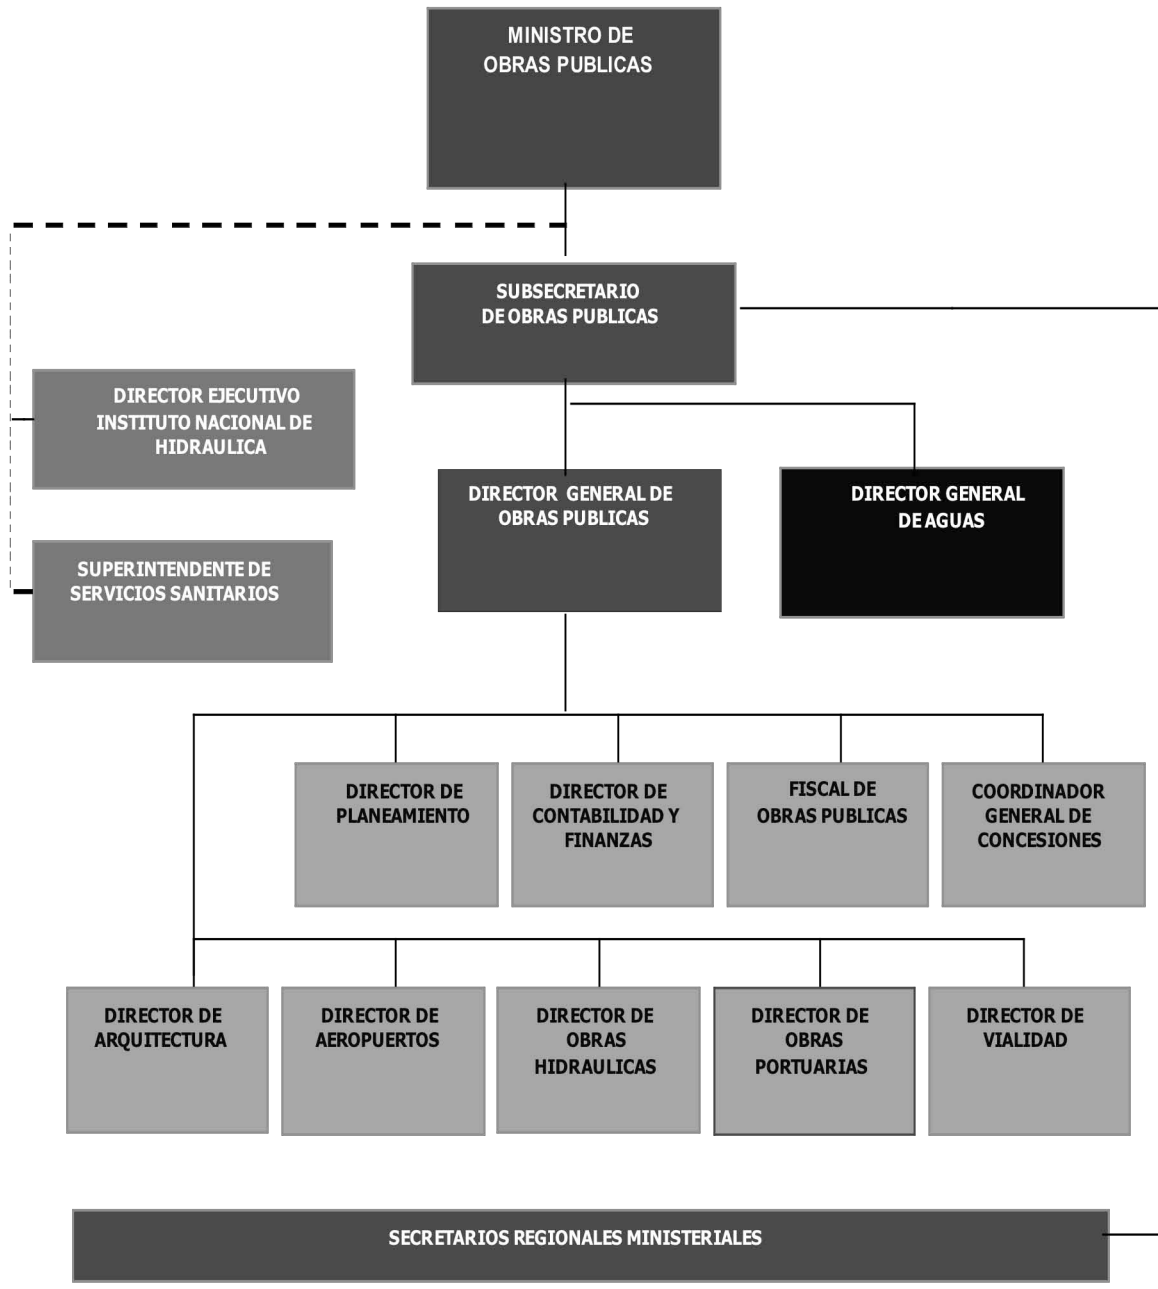 MINISTRO DE
OBRAS PUBLICAS
SUBSECRETARIO
DE OBRAS PUBLICAS
DIRECTOR EJECUTIVO
INSTITUTO NACIONAL DE
HIDRAULICA
SUPERINTENDENTE DE
SERVICIOS SANITARIOS
DIRECTOR GENERAL DE
OBRAS PUBLICAS
DIRECTOR GENERAL
DE AGUAS
DIRECTOR DE
PLANEAMIENTO
DIRECTOR DE
CONTABILIDAD Y
FINANZAS
FISCAL DE
OBRAS PUBLICAS
COORDINADOR
GENERAL DE
CONCESIONES
DIRECTOR DE
ARQUITECTURA
DIRECTOR DE
AEROPUERTOS
DIRECTOR DE
OBRAS
HIDRAULICAS
DIRECTOR DE
OBRAS
PORTUARIAS
DIRECTOR DE
VIALIDAD
SECRETARIOS REGIONALES MINISTERIALES